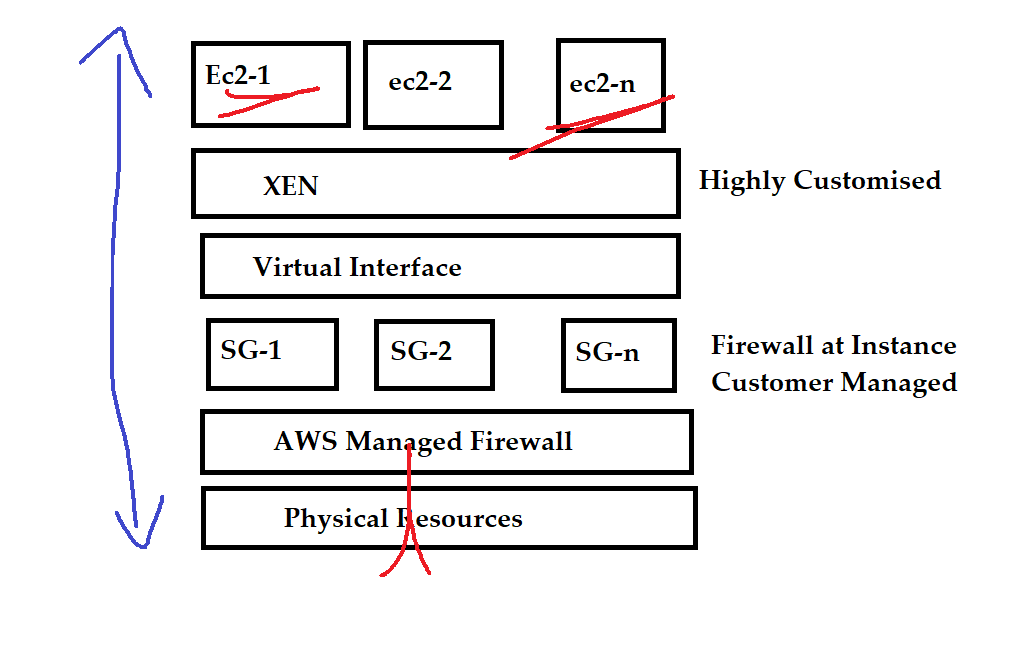 Ec2-1
ec2-2
ec2-n
XEN
Highly Customised
Virtual Interface
SG-1
SG-2
SG-n
Firewall at Instance
Customer Managed
AWS Managed Firewall
Physical Resources